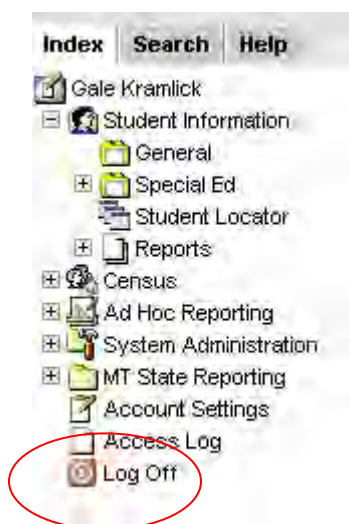 Index Search Help
Gale Kramlick
Student Information
General
Special Ed
Student Locator
Reports
Census
Ad Hoc Reporting
System Administration
MT State Reporting
Account Settings
Access Log
Log Off